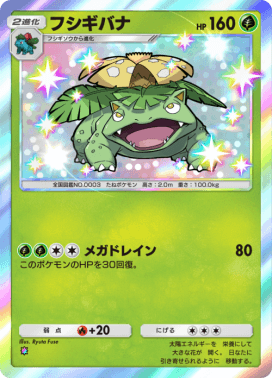 2進化
フシギバナ
HP 160
フシギソウから進化
全国図鑑NO.0003 たねポケモン 高さ:2.0m 重さ:100.0kg
メガドレイン 80
このポケモンのHPを30回復。
弱点 +20 にげる
Illus. Ryota Fuse
太陽エネルギーを 栄養にして
大きな花が 開く。 日なたに
引き寄せられるように 移動する。